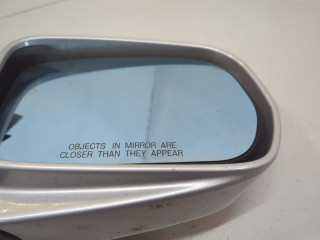 OBJECTS IN MIRROR ARE
CLOSER THAN THEY APPEAR